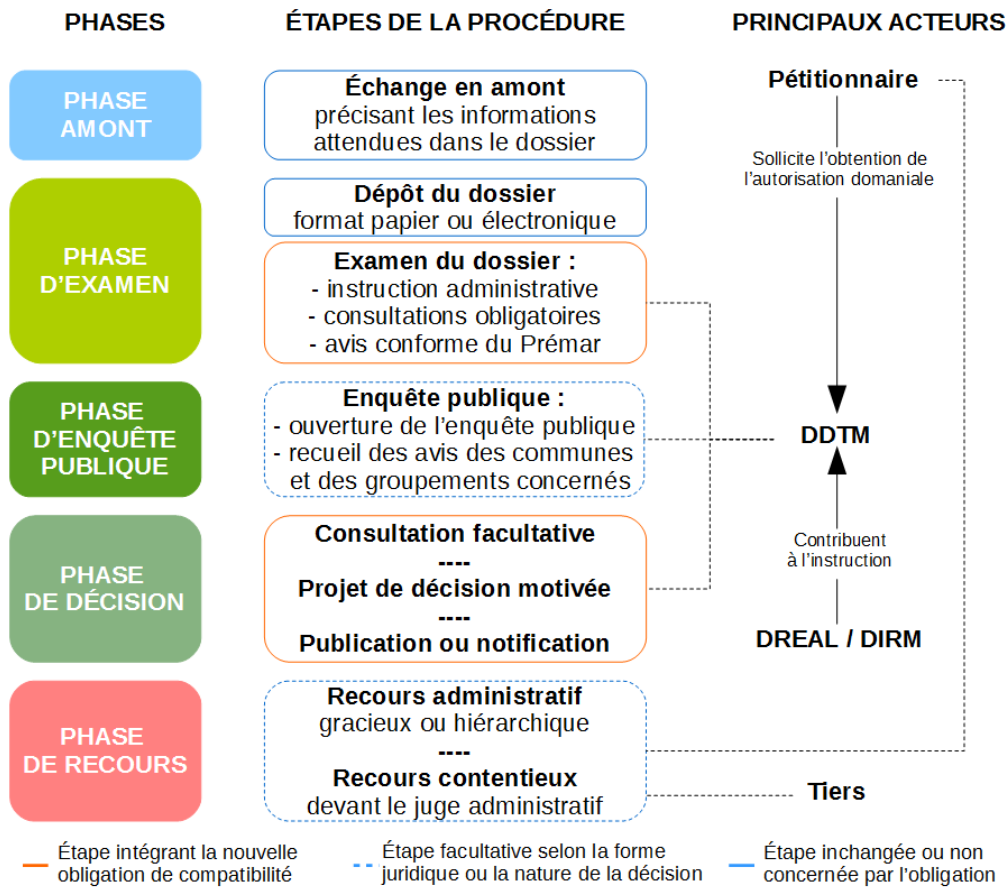 PHASES
ÉTAPES DE LA PROCÉDURE
PRINCIPAUX ACTEURS
PHASE
AMONT
Échange en amont
précisant les informations
attendues dans le dossier
Pétitionnaire
Sollicite l’obtention de
l’autorisation domaniale
PHASE
D’EXAMEN
Dépôt du dossier
format papier ou électronique
Examen du dossier :
- instruction administrative
- consultations obligatoires
- avis conforme du Prémar
PHASE
D’ENQUÊTE
PUBLIQUE
Enquête publique :
- ouverture de l’enquête publique
- recueil des avis des communes
et des groupements concernés
DDTM
PHASE
DE DÉCISION
Consultation facultative
----
Projet de décision motivée
----
Publication ou notification
Contribuent
à l’instruction
DREAL / DIRM
PHASE
DE RECOURS
Recours administratif
gracieux ou hiérarchique
----
Recours contentieux
devant le juge administratif
Tiers
Étape intégrant la nouvelle
obligation de compatibilité
Étape facultative selon la forme
juridique ou la nature de la décision
Étape inchangée ou non
concernée par l’obligation